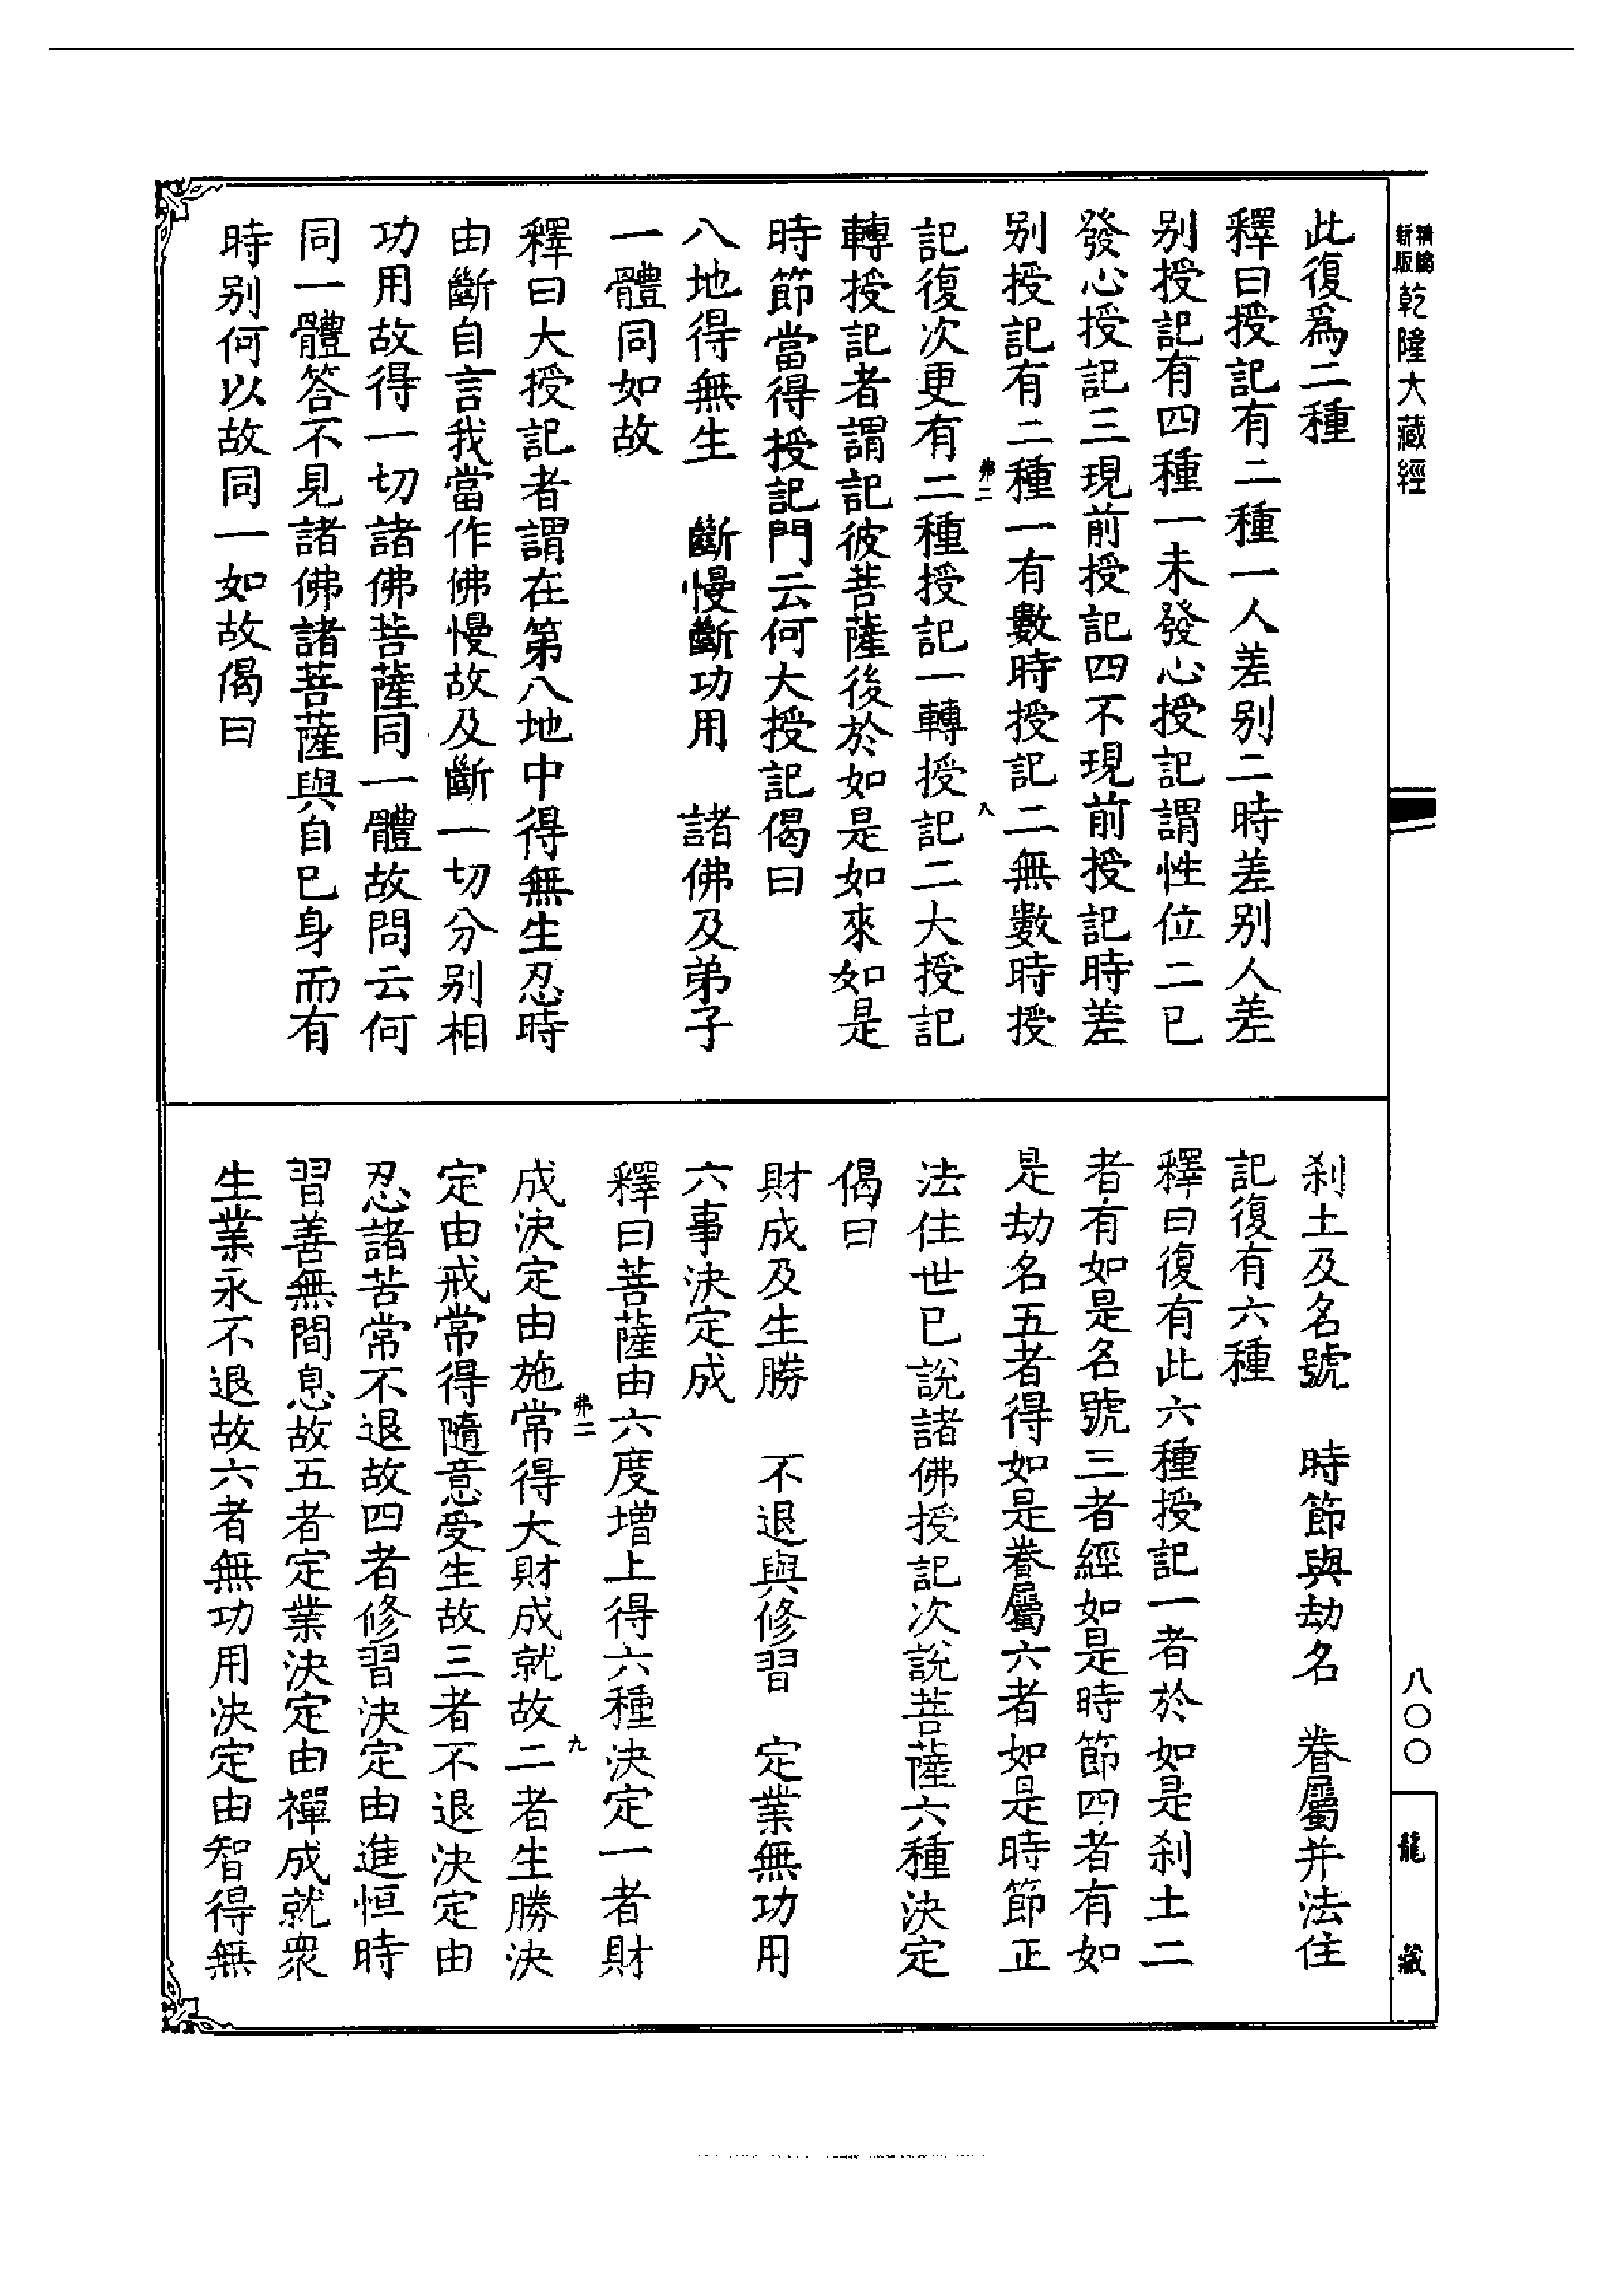 精編
新版
乾隆大藏經
此復為二種
釋曰授記有二種一人差别二時差别人差
别授記有四種一未發心授記謂性位二已
發心授記三現前授記四不現前授記時差
别授記有二種一有數時授記二無數時授
弗二
八
記復次更有二種授記一轉授記二大授記
轉授記者謂記彼菩薩後於如是如來如是
時節當得授記門云何大授記偈曰
八地得無生　斷慢斷功用　諸佛及弟子
一體同如故
釋曰大授記者謂在第八地中得無生忍時
由斷自言我當作佛慢故及斷一切分别相
功用故得一切諸佛菩薩同一體故問云何
同一體答不見諸佛諸菩薩與自已身而有
時别何以故同一如故偈曰
刹土及名號　時節與劫名　眷屬并法住
記復有六種
釋曰復有此六種授記一者於如是刹土二
者有如是名號三者經如是時節四者有如
是劫名五者得如是眷屬六者如是時節正
法住世已說諸佛授記次說菩薩六種決定
偈曰
財成及生勝　不退與修習　定業無功用
六事決定成
釋曰菩薩由六度增上得六種決定一者財
弗二
九
成決定由施常得大財成就故二者生勝決
定由戒常得隨意受生故三者不退決定由
忍諸苦常不退故四者修習決定由進恒時
習善無間息故五者定業決定由禪成就衆
生業永不退故六者無功用決定由智得無
八〇〇
龍藏